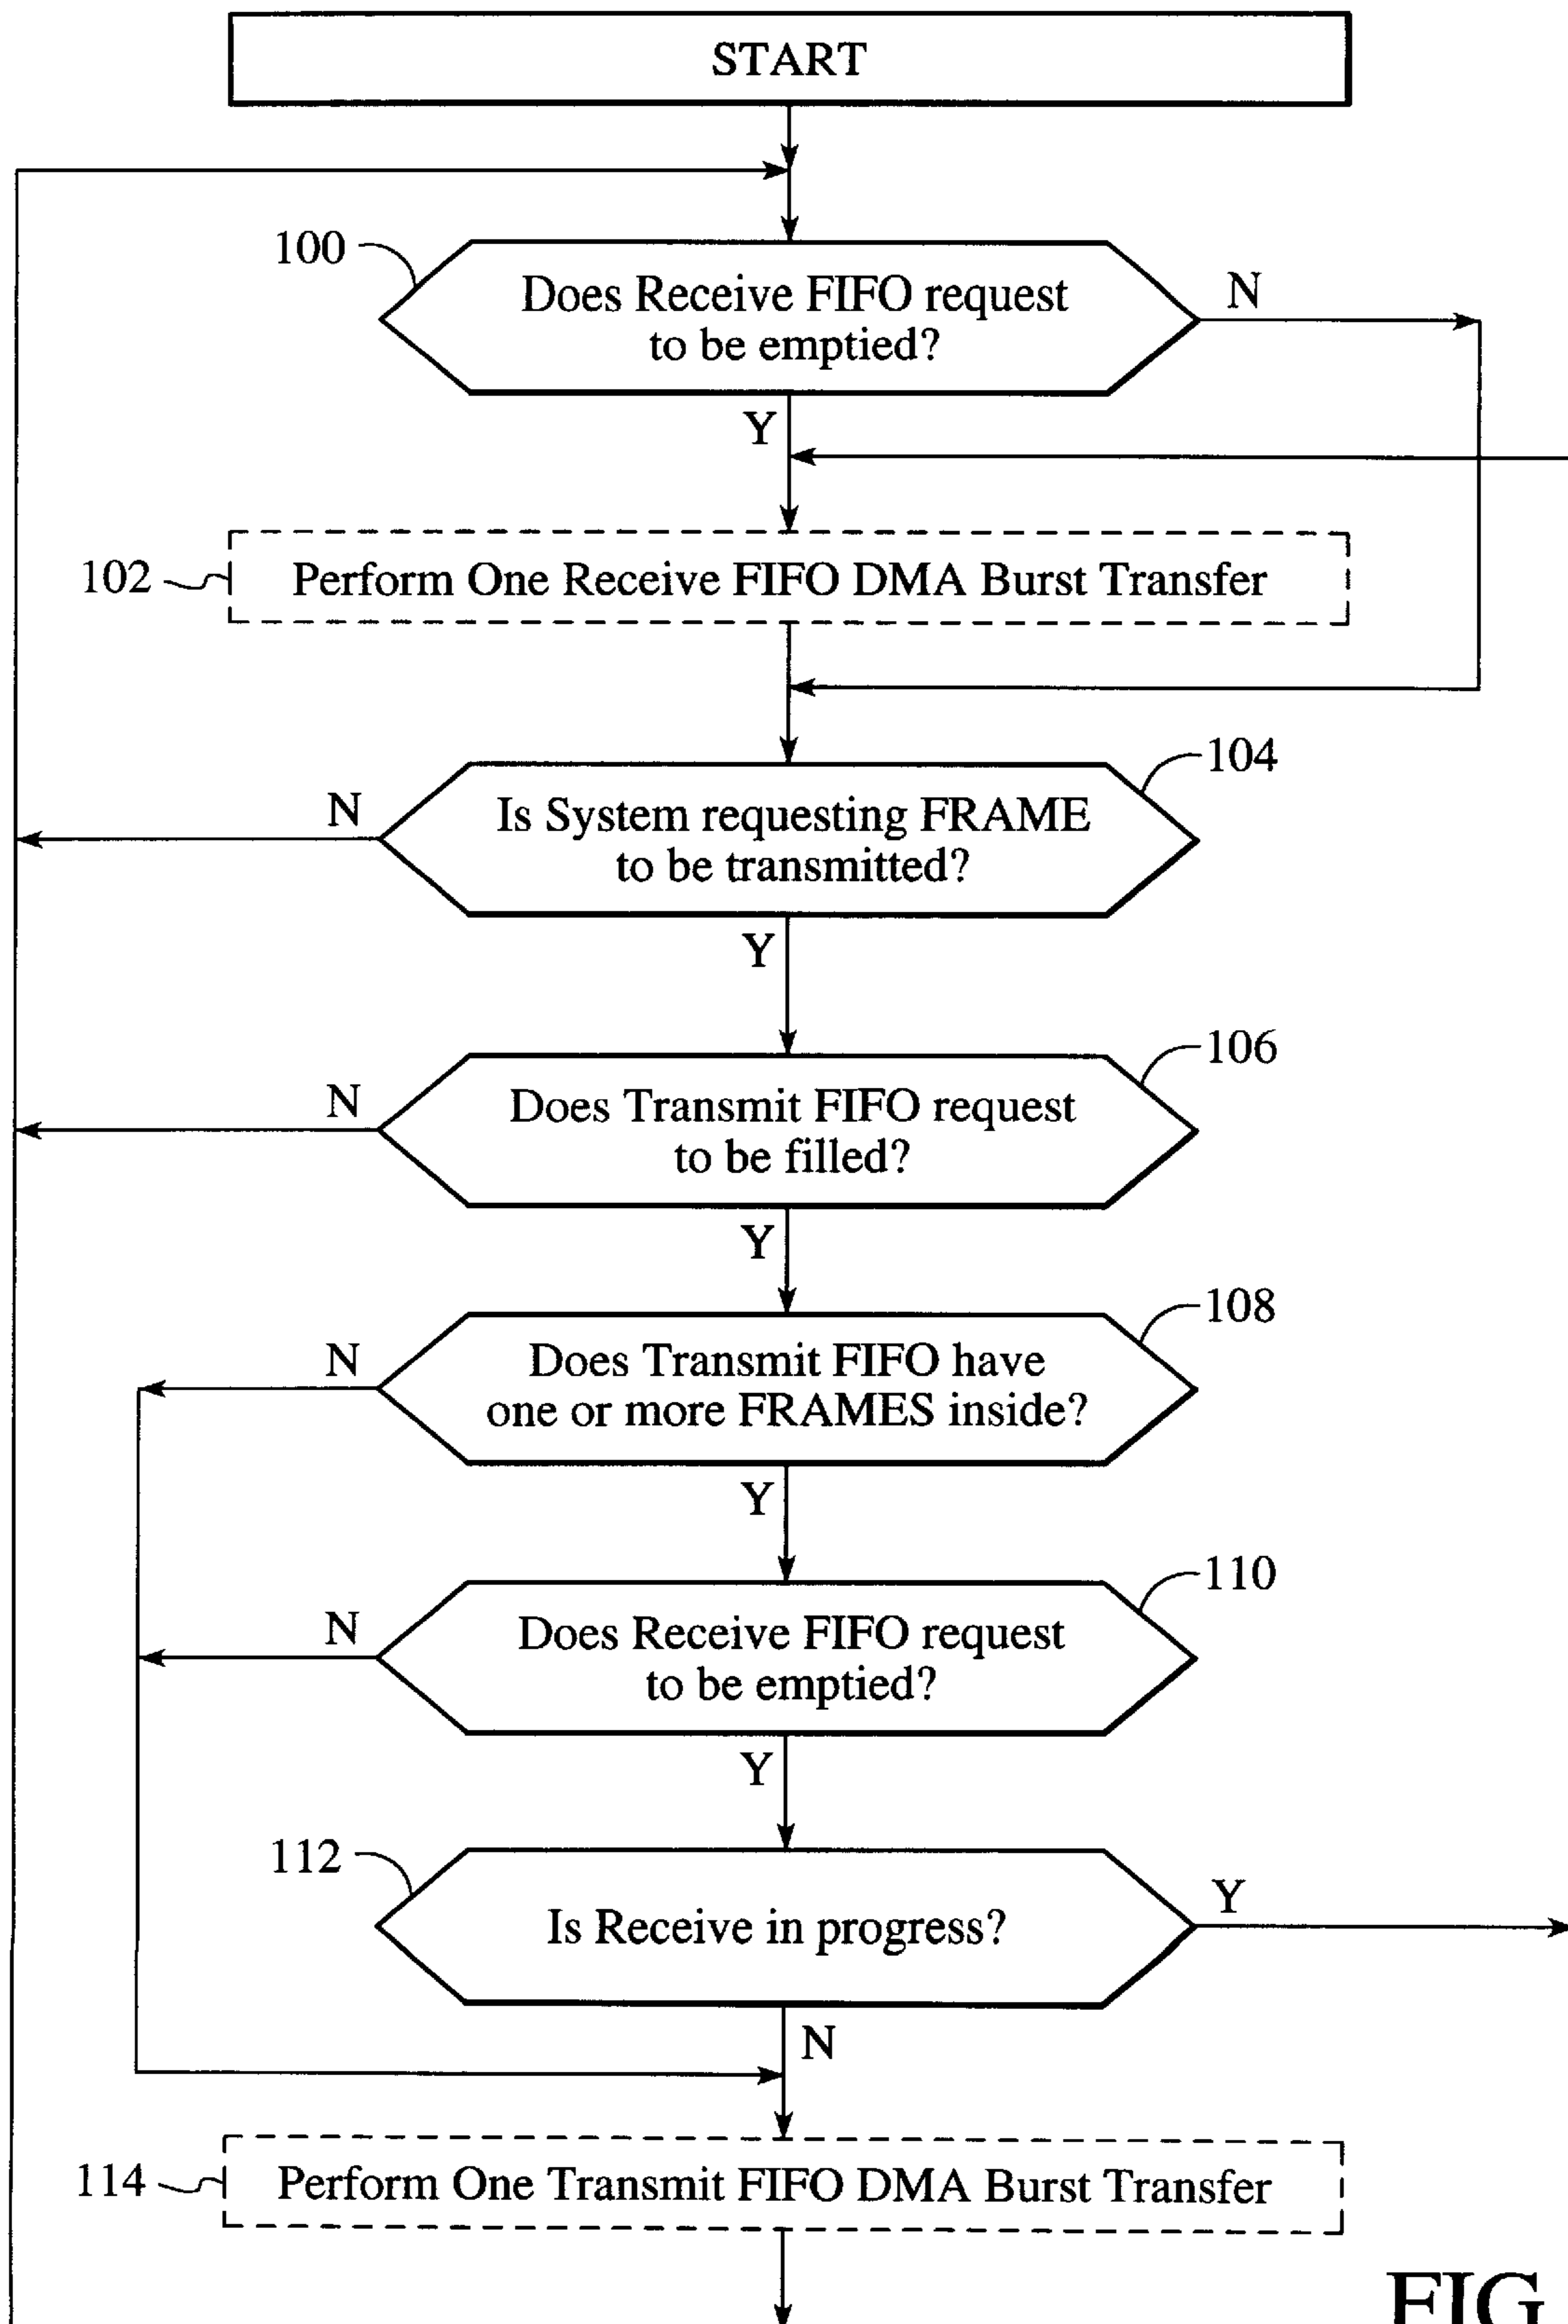 START
100
Does Receive FIFO request
to be emptied?
N
Y
102
Perform One Receive FIFO DMA Burst Transfer
104
Is System requesting FRAME
to be transmitted?
N
Y
106
Does Transmit FIFO request
to be filled?
N
Y
108
Does Transmit FIFO have
one or more FRAMES inside?
N
Y
110
Does Receive FIFO request
to be emptied?
N
Y
112
Is Receive in progress?
Y
N
114
Perform One Transmit FIFO DMA Burst Transfer
FIG